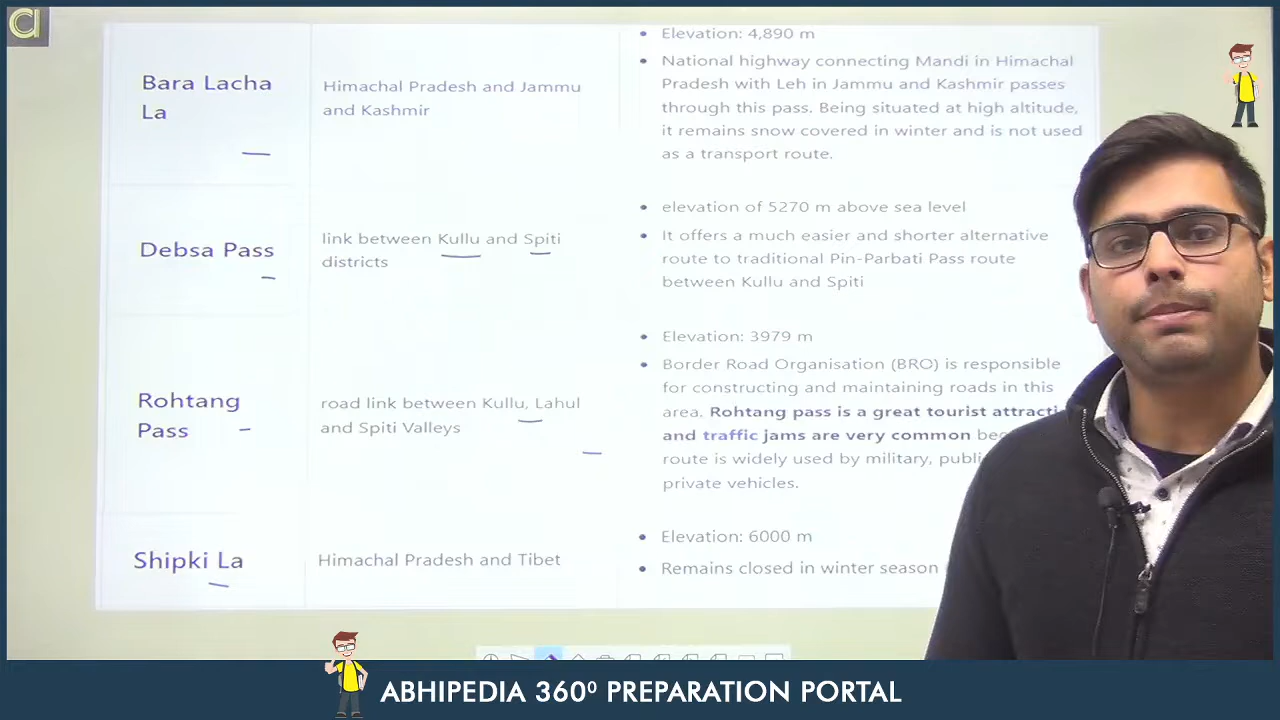 Elevation: 4,890 m
Bara Lacha
La
Himachal Pradesh and Jammu
and Kashmir
National highway connecting Mandi in Himachal
Pradesh with Leh in Jammu and Kashmir passes
through this pass. Being situated at high altitude,
it remains snow covered in winter and is not used
as a transport route.
Debsa Pass
link between Kullu and Spiti
districts
elevation of 5270 m above sea level
It offers a much easier and shorter alternative
route to traditional Pin-Parbati Pass route
between Kullu and Spiti
Rohtang
Pass
road link between Kullu, Lahul
and Spiti Valleys
Elevation: 3979 m
Border Road Organisation (BRO) is responsible
for constructing and maintaining roads in this
area. Rohtang pass is a great tourist
and traffic jams are very common
route is widely used by military,
private vehicles.
Shipki La
Himachal Pradesh and Tibet
Elevation: 6000 m
Remains closed in winter season
ABHIPEDIA 360⁰ PREPARATION PORTAL